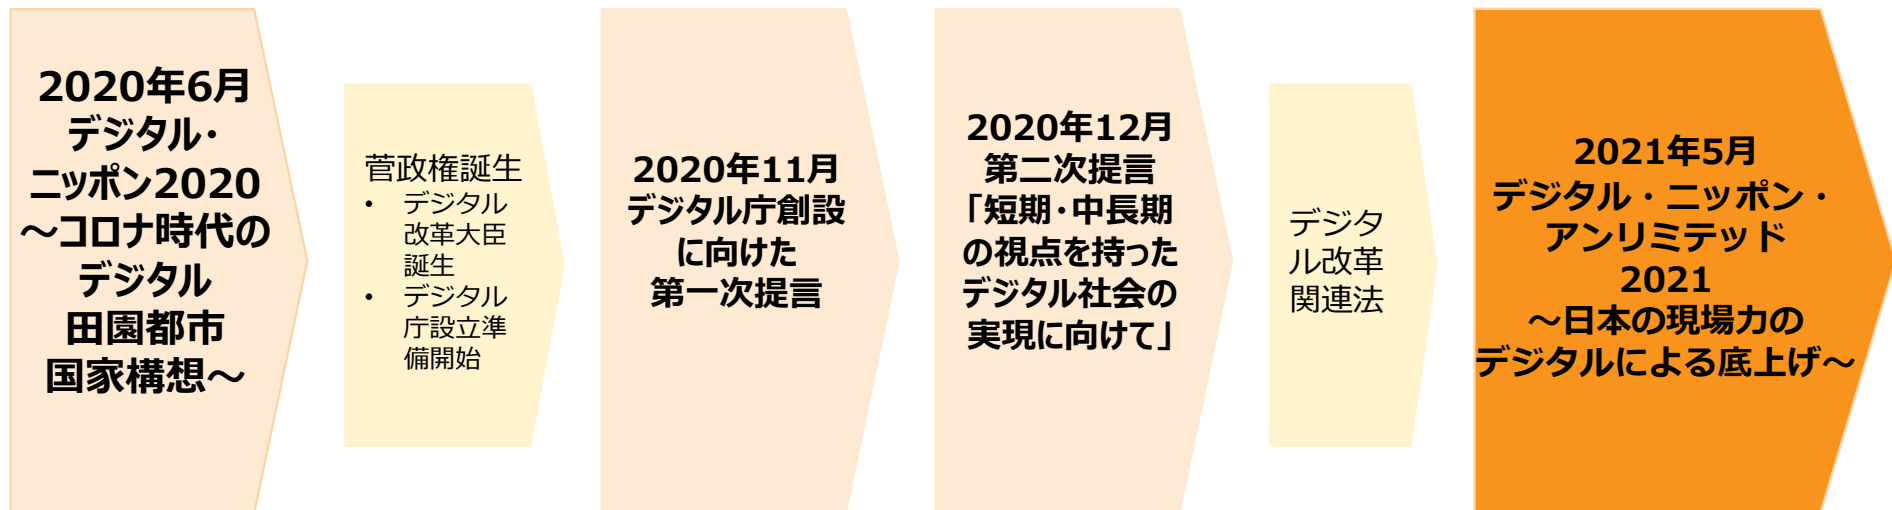 2020年6月
デジタル・
ニッポン2020
～コロナ時代の
デジタル
田園都市
国家構想～
菅政権誕生
• デジタル
改革大臣
誕生
• デジタル
庁設立準
備開始
2020年11月
デジタル庁創設
に向けた
第一次提言
2020年12月
第二次提言
「短期・中長期
の視点を持った
デジタル社会の
実現に向けて」
デジタ
ル改革
関連法
2021年5月
デジタル・ニッポン・
アンリミテッド
2021
～日本の現場力の
デジタルによる底上げ～